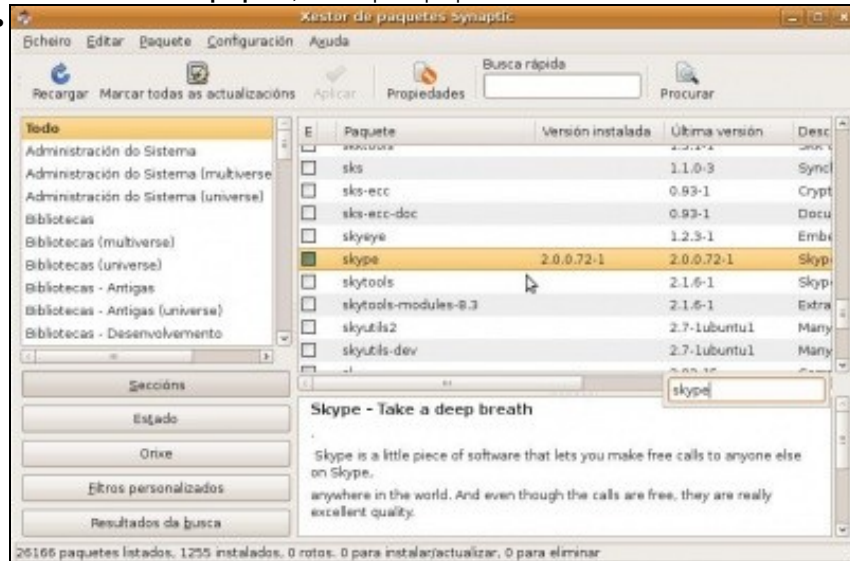 Xestor de paquetes Synaptic
Ficheiro Editar Paquete Configuración Axuda
Busca rápida
Recargar Marcar todas as actualizacións Aplicar Propiedades Procurar
Todo
Administración do Sistema
Administración do Sistema (multiverse
Administración do Sistema (universe)
Bibliotecas
Bibliotecas (multiverse)
Bibliotecas (universe)
Bibliotecas - Antigas
Bibliotecas - Antigas (universe)
Bibliotecas - Desenvolvemento
Seccións
Estado
Orixe
Filtros personalizados
Resultados da busca
E Paquete Versión instalada Última versión Desc
sks 1.1.0-3 Syncl
sks-ecc 0.93-1 Crypt
sks-ecc-doc 0.93-1 Docu
skyeye 1.2.3-1 Embe
skype 2.0.0.72-1 2.0.0.72-1 Skyp
skytools 2.1.6-1 Skyp
skytools-modules-8.3 2.1.6-1 Extra
skyutils2 2.7-1ubuntu1 Many
skyutils-dev 2.7-1ubuntu1 Many
skype
Skype - Take a deep breath
.
Skype is a little piece of software that lets you make free calls to anyone else
on Skype,
anywhere in the world. And even though the calls are free, they are really
excellent quality.
26166 paquetes listados, 1255 instalados, 0 rotos. 0 para instalar/actualizar, 0 para eliminar